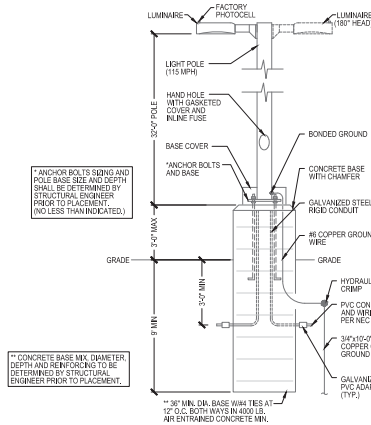 FACTORY
PHOTOCELL
LUMINAIRE
LUMINAIRE
(180° HEAD
LIGHT POLE
(115 MPH)
32'-0" POLE
HAND HOLE
WITH GASKETED
COVER AND
INLINE FUSE
BONDED GROUND
BASE COVER
*ANCHOR BOLTS
AND BASE
CONCRETE BASE
WITH CHAMFER
* ANCHOR BOLTS SIZING AND
POLE BASE SIZE AND DEPTH
SHALL BE DETERMINED BY
STRUCTURAL ENGINEER
PRIOR TO PLACEMENT.
(NO LESS THAN INDICATED.)
GALVANIZED STEEL
RIGID CONDUIT
3'-0" MAX
#6 COPPER GROUN
WIRE
GRADE
GRADE
HYDRAUL
CRIMP
3'-0" MIN
9' MIN
PVC CON
AND WIRE
PER NEC
3/4"x10'-0"
COPPER
GROUND
** CONCRETE BASE MIX, DIAMETER,
DEPTH AND REINFORCING TO BE
DETERMINED BY STRUCTURAL
ENGINEER PRIOR TO PLACEMENT.
GALVANIZ
PVC ADAP
(TYP.)
** 36" MIN. DIA. BASE W/#4 TIES AT
12" O.C. BOTH WAYS IN 4000 LB.
AIR ENTRAINED CONCRETE MIN.